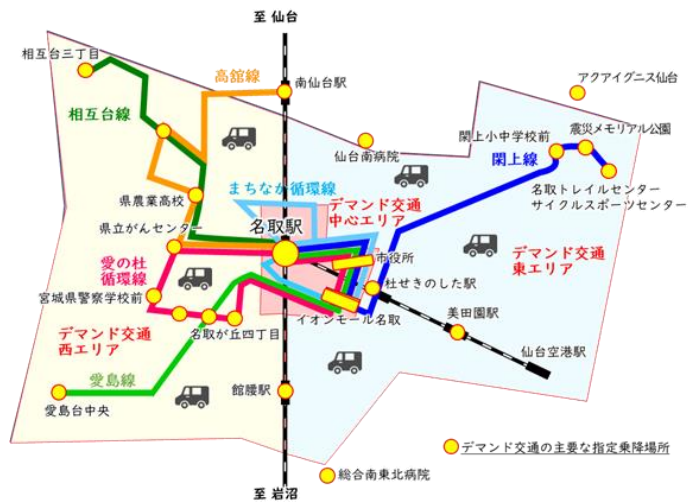 至 仙台
相互台三丁目
高舘線
南仙台駅
アクアイグニス仙台
相互台線
閖上小中学校前
震災メモリアル公園
仙台南病院
閖上線
まちなか循環線
県農業高校
デマンド交通
中心エリア
名取トレイルセンター
サイクルスポーツセンター
県立がんセンター
名取駅
市役所
デマンド交通
東エリア
愛の杜
循環線
杜せきのした駅
宮城県警察学校前
イオンモール名取
美田園駅
デマンド交通
西エリア
名取が丘四丁目
仙台空港駅
愛島線
館腰駅
愛島台中央
デマンド交通の主要な指定乗降場所
総合南東北病院
至 岩沼